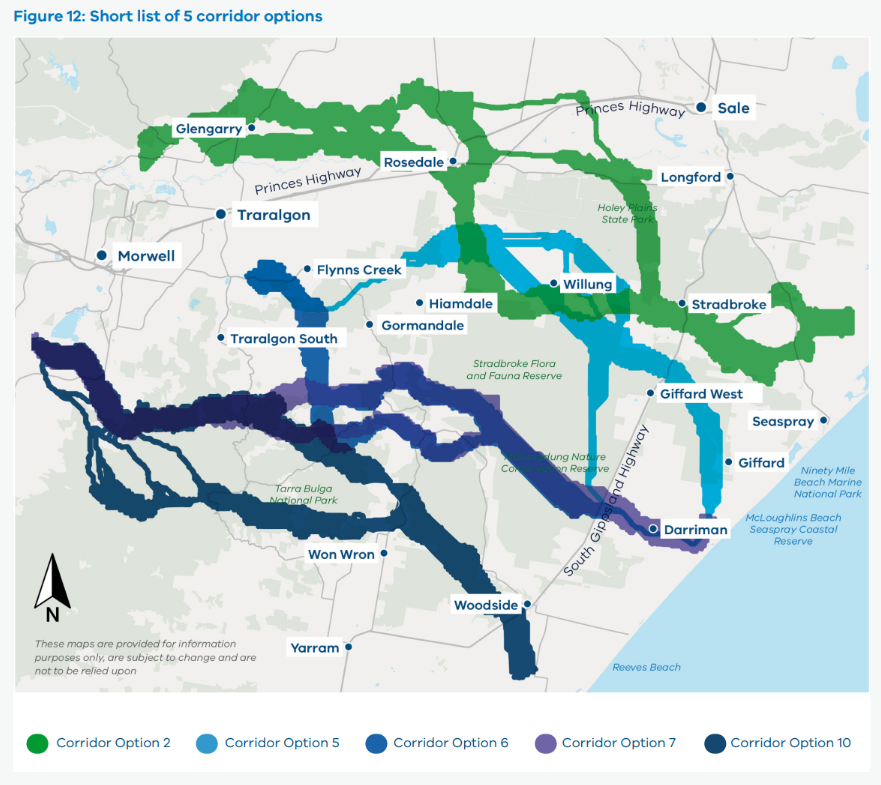 Figure 12: Short list of 5 corridor options
Princes Highway
Sale
Glengarry
Rosedale
Longford
Princes Highway
Holey Plains
State Park
Traralgon
Morwell
Flynns Creek
Willung
Hiamdale
Stradbroke
Gormandale
Traralgon South
Stradbroke Flora
and Fauna Reserve
Giffard West
Seaspray
Nature
Reserve
Giffard
Ninety Mile
Beach Marine
National Park
Tarra Bulga
National Park
South Gippsland Highway
McLoughlins Beach
Seaspray Coastal
Reserve
Darriman
Won Wron
Woodside
N
Yarram
These maps are provided for information
purposes only, are subject to change and are
not to be relied upon
Reeves Beach
Corridor Option 2
Corridor Option 5
Corridor Option 6
Corridor Option 7
Corridor Option 10